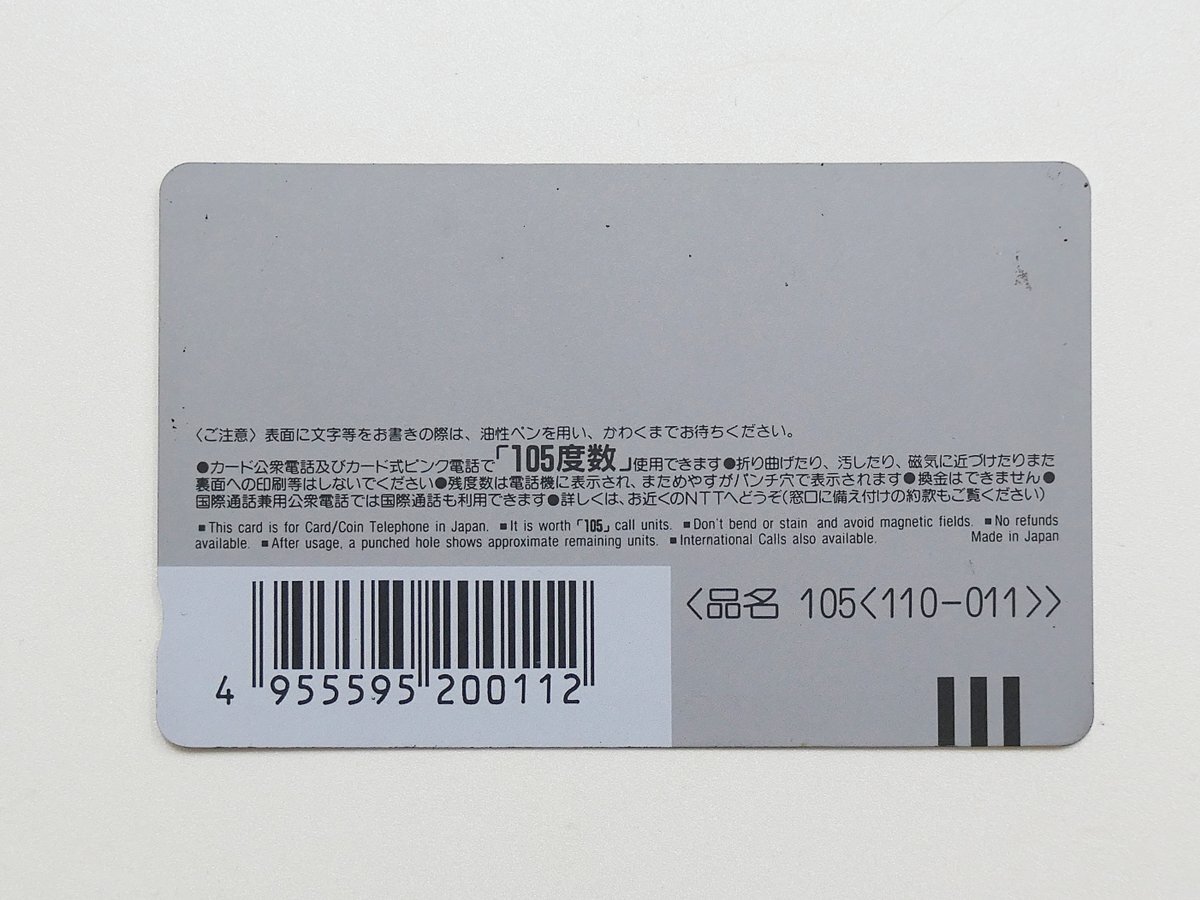 〈ご注意〉表面に文字等をお書きの際は、油性ペンを用い、かわくまでお待ちください。
●カード公衆電話及びカード式ピンク電話で「105度数」使用できます●折り曲げたり、汚したり、磁気に近づけたりまた
裏面への印刷等はしないでください●残度数は電話機に表示され、まためやすがパンチ穴で表示されます●換金はできません●
国際通話兼用公衆電話では国際通話も利用できます●詳しくは、お近くのNTTへどうぞ(窓口に備え付けの約款もご覧ください)
■This card is for Card/Coin Telephone in Japan. ■It is worth「105」call units. ■Don't bend or stain and avoid magnetic fields. ■No refunds
available. ■After usage, a punched hole shows approximate remaining units. ■International Calls also available. Made in Japan
〈品名 105〈110-011〉〉
4 955595 200112